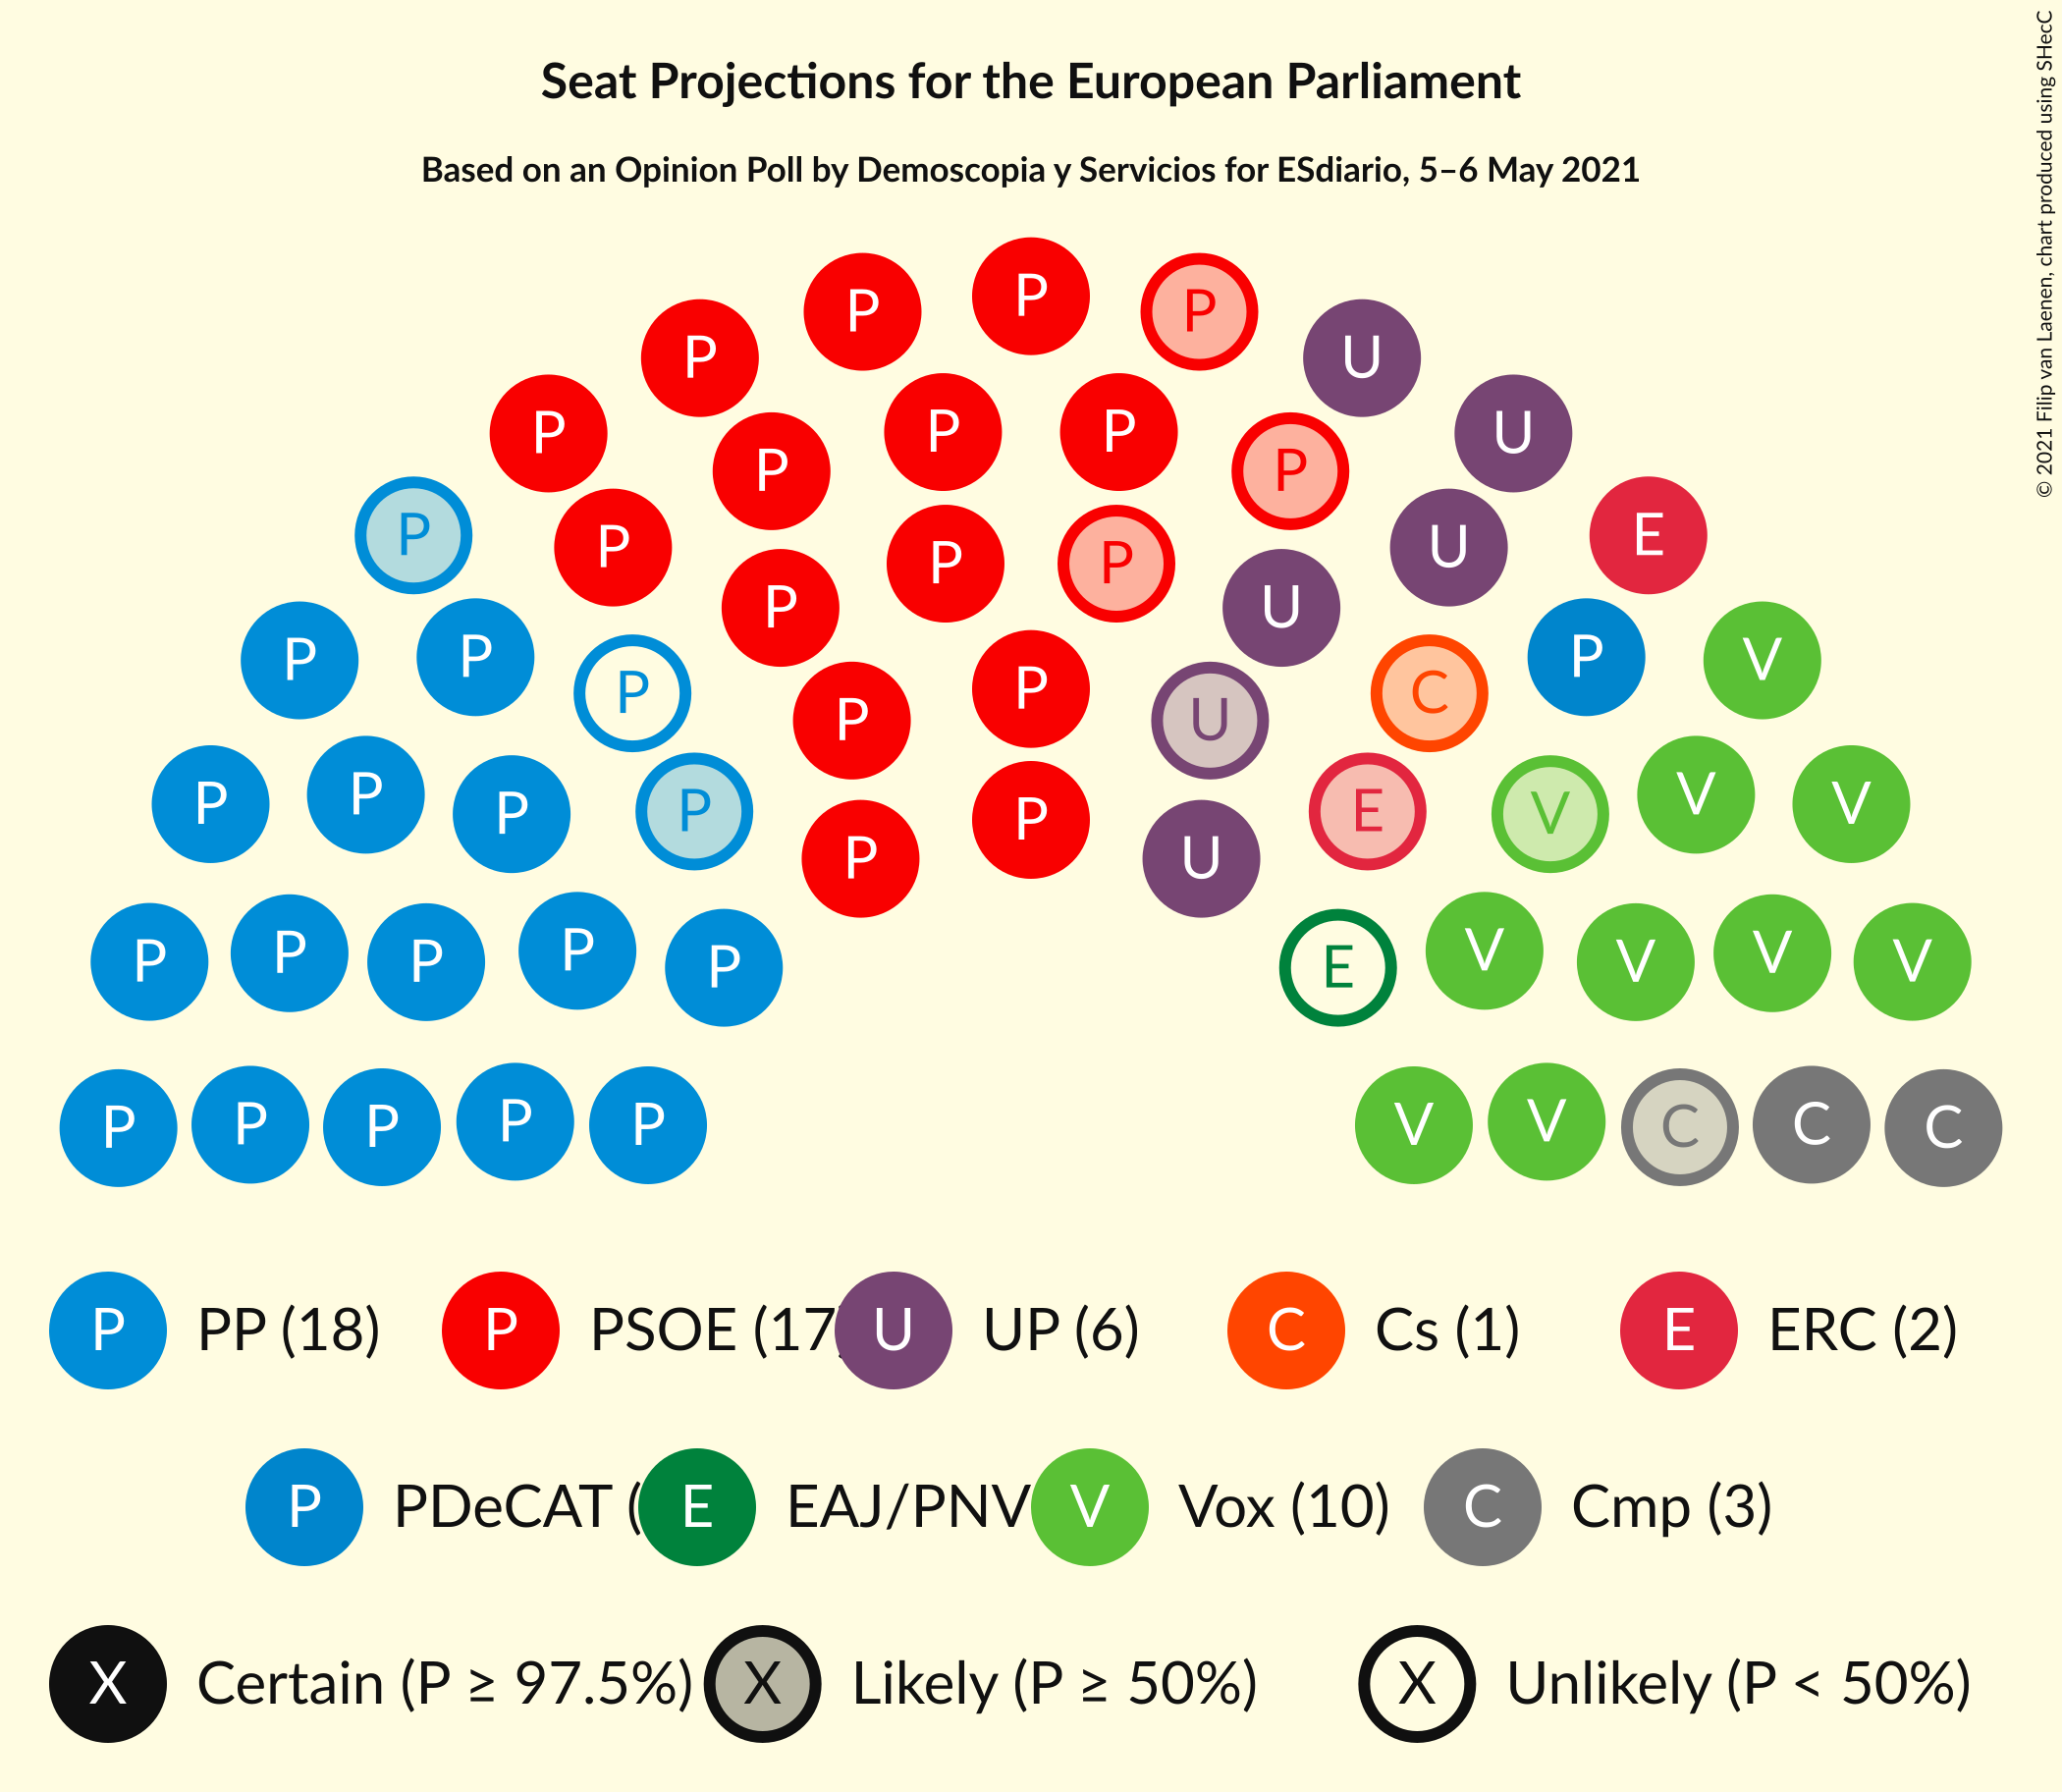 Seat Projections for the European Parliament
Based on an Opinion Poll by Demoscopia y Servicios for ESdiario, 5–6 May 2021
© 2021 Filip van Laenen, chart produced using SHecC
P P P
P P U
P P P U
P P P U
P P U E
P P P
P P U
P P P V
P P U C
P P P V V
P E V
P P U
P P P P P E V V V V
P P P P P V V C C C
P PP (18) P PSOE (17 U UP (6) C Cs (1) E ERC (2)
P PDeCAT ( E EAJ/PNV V Vox (10) C Cmp (3)
X Certain (P ≥ 97.5%) X Likely (P ≥ 50%) X Unlikely (P < 50%)